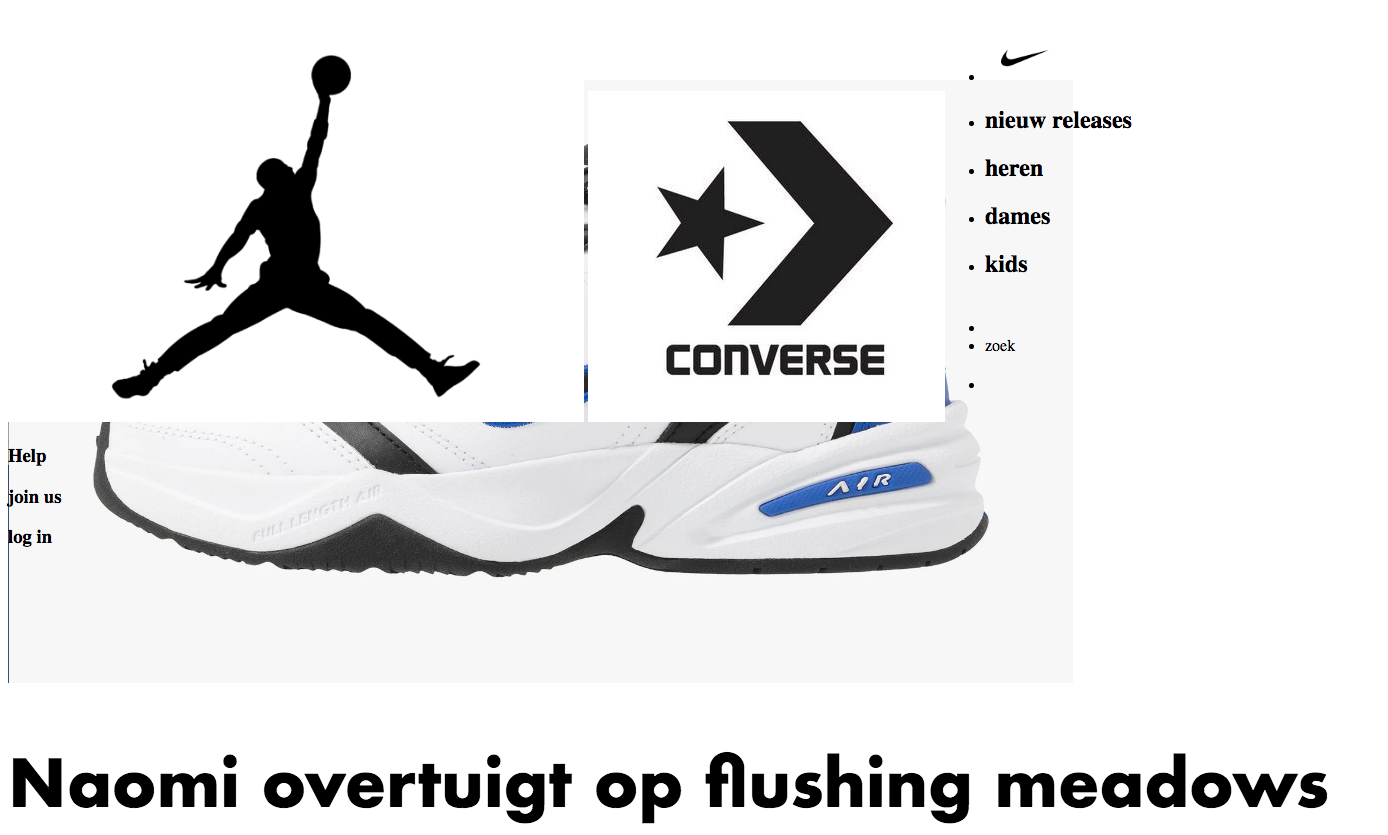 nieuw releases
heren
dames
kids
CONVERSE
zoek
Help
join us
log in
AIR
FULL LENGTH AIR
Naomi overtuigt op flushing meadows